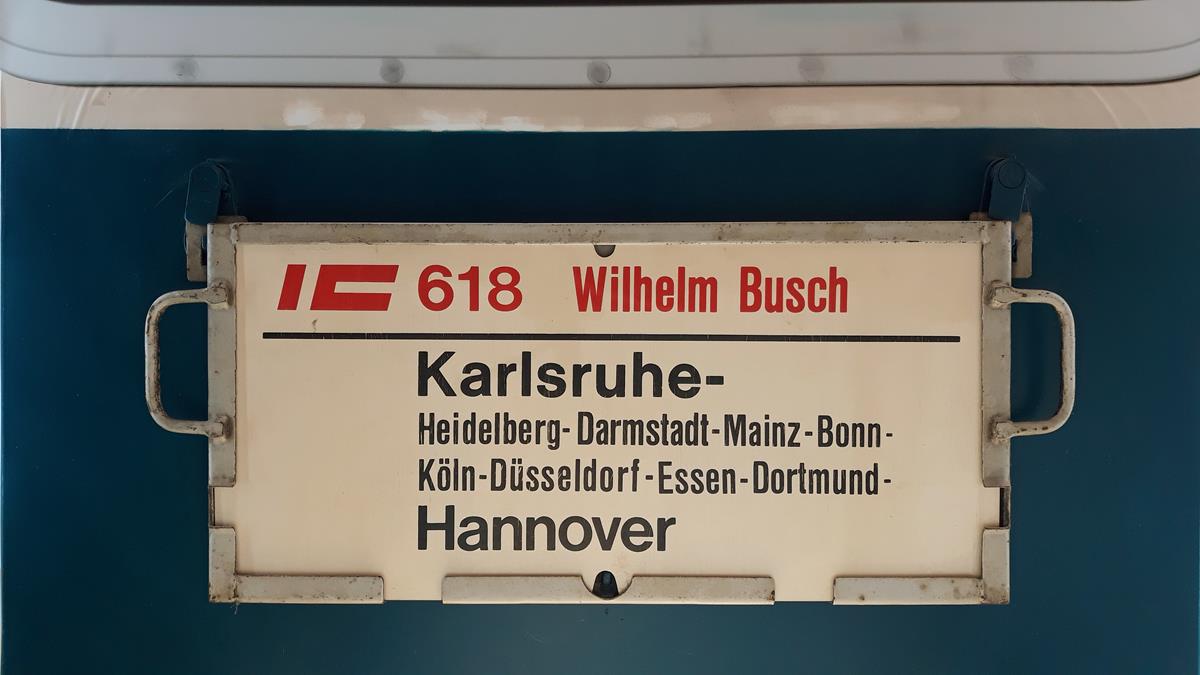 IC 618 Wilhelm Busch
Karlsruhe-
Heidelberg-Darmstadt-Mainz-Bonn-
Köln-Düsseldorf-Essen-Dortmund-
Hannover